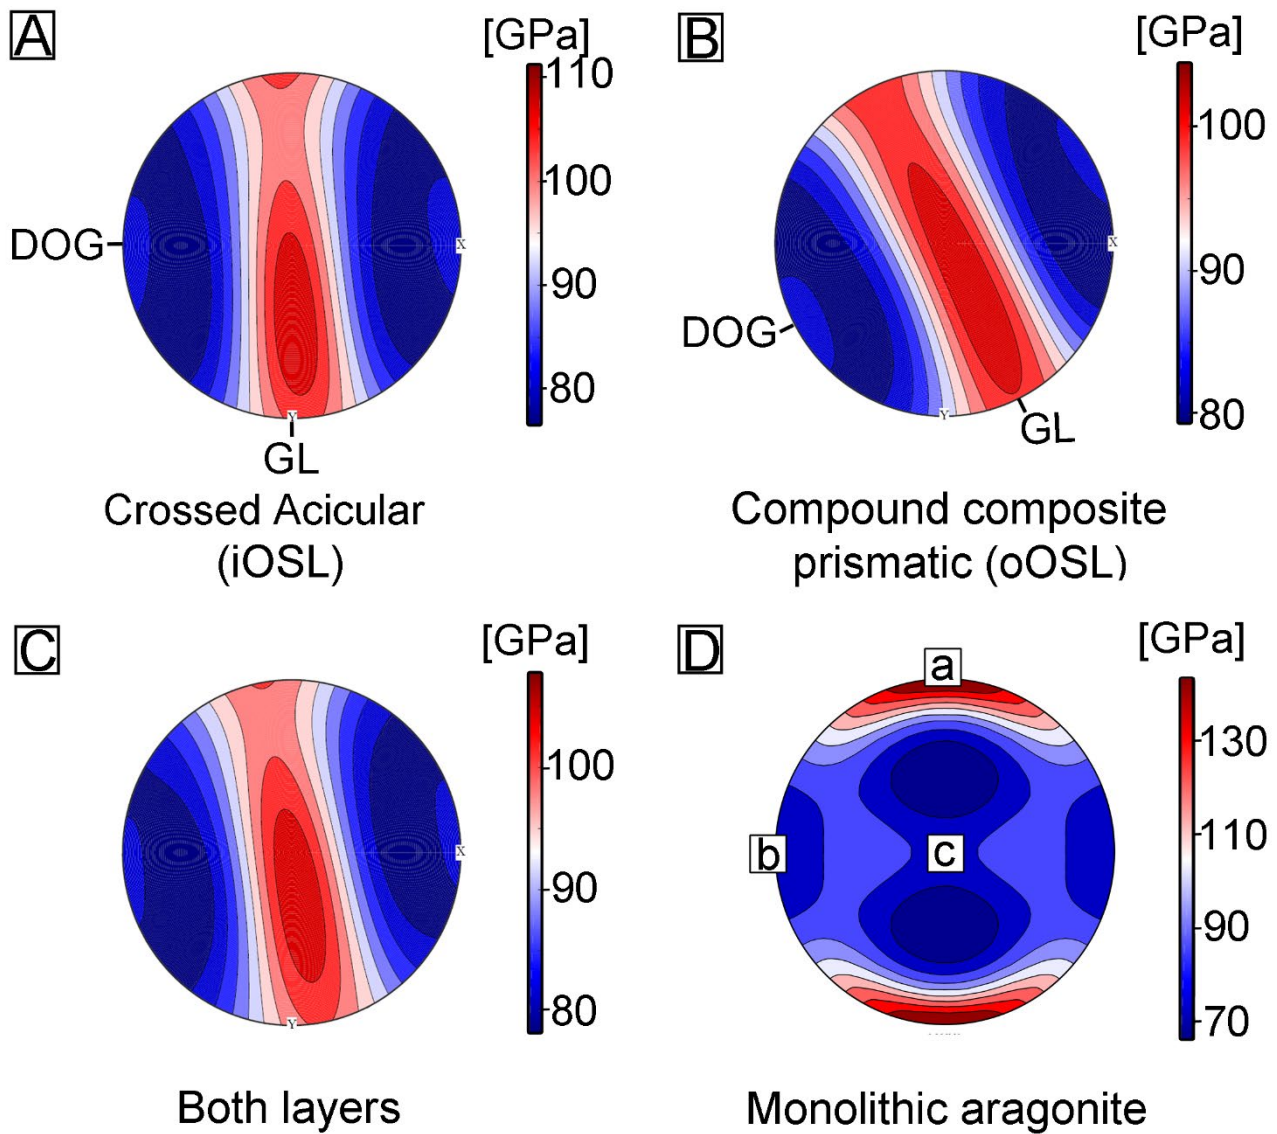 A
[GPa]
110
100
90
80
DOG
X
Y
GL
Crossed Acicular
(iOSL)
B
[GPa]
100
90
80
DOG
X
Y
GL
Compound composite
prismatic (oOSL)
C
[GPa]
100
90
80
X
Y
Both layers
D
[GPa]
130
110
90
70
a
b
c
Monolithic aragonite